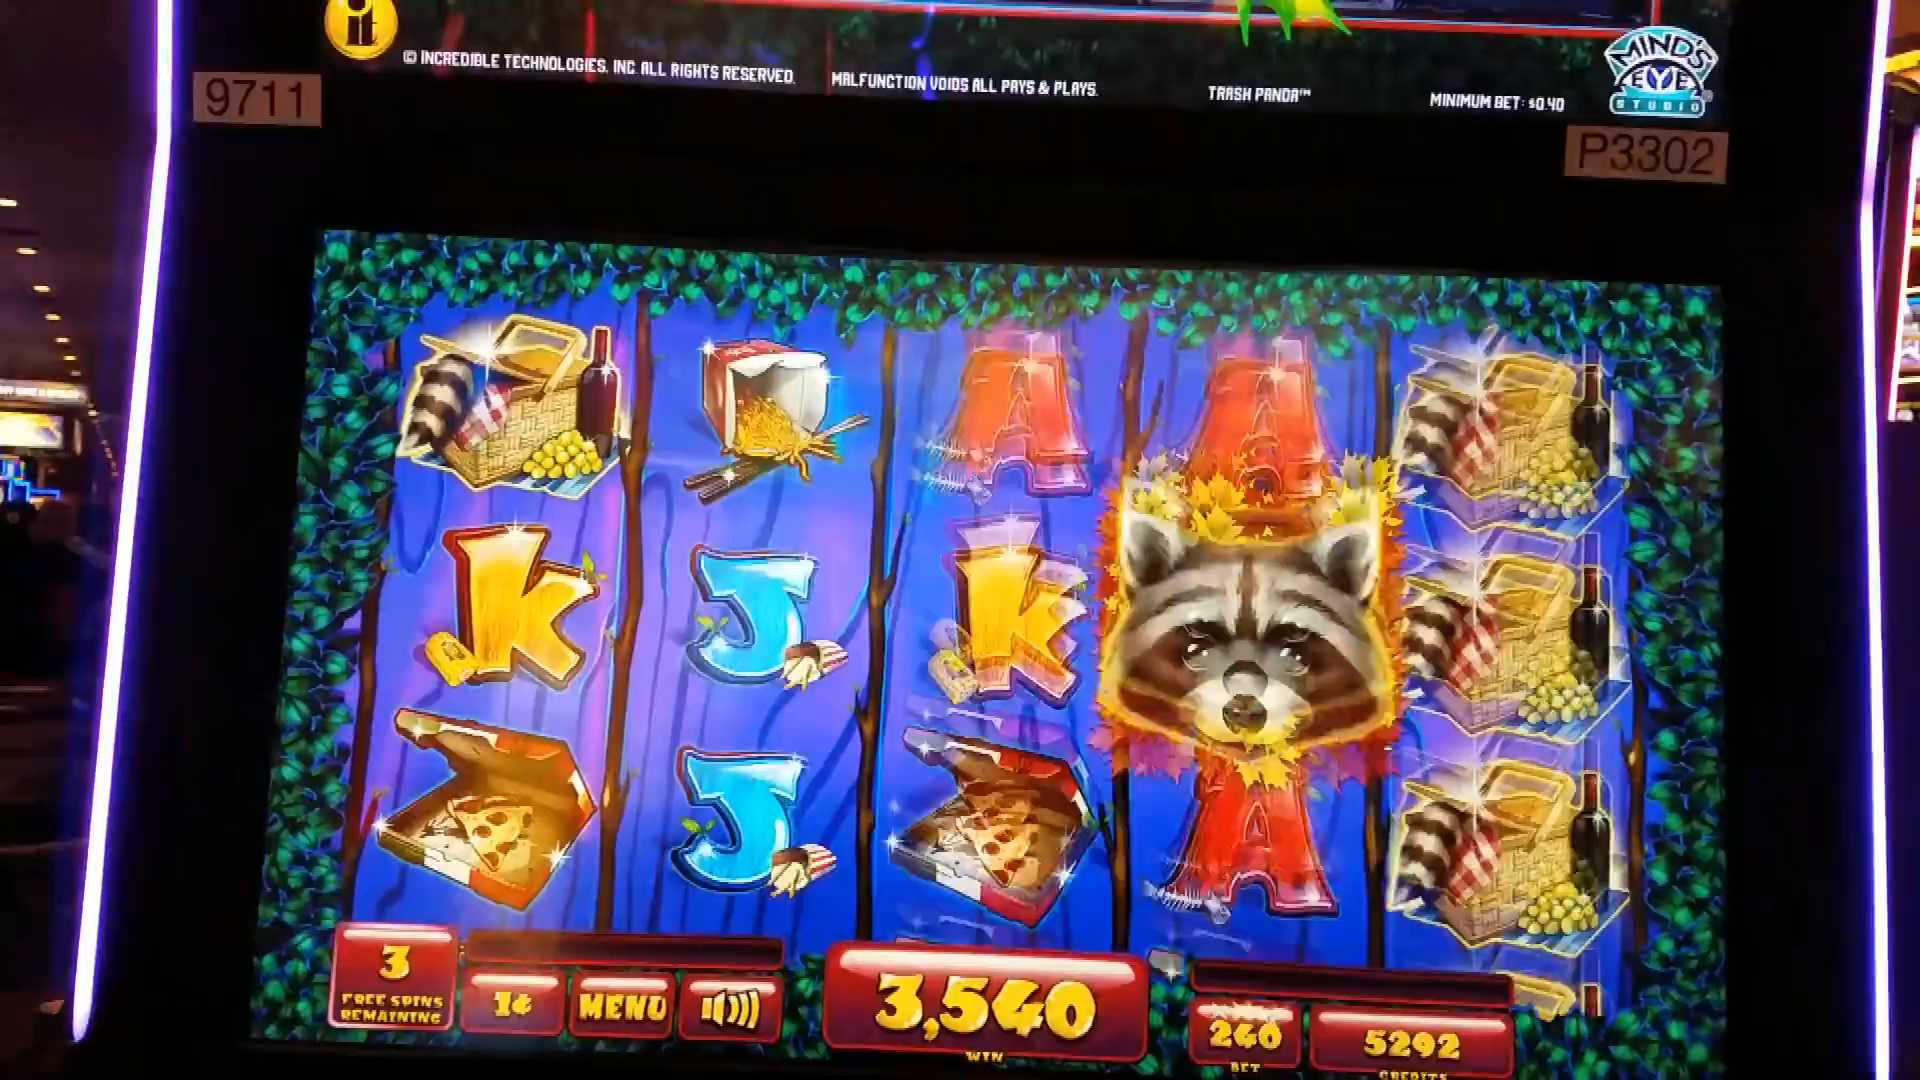 it
© INCREDIBLE TECHNOLOGIES, INC. ALL RIGHTS RESERVED.
MALFUNCTION VOIDS ALL PAYS & PLAYS.
TRASH PANDA™
MINIMUM BET: $0.40
MIND'S
EYE
STUDIO®
9711
P3302
A
A
K
J
K
J
A
3
FREE SPINS
REMAINING
1¢
MENU
3,540
WIN
240
BET
5292
CREDITS